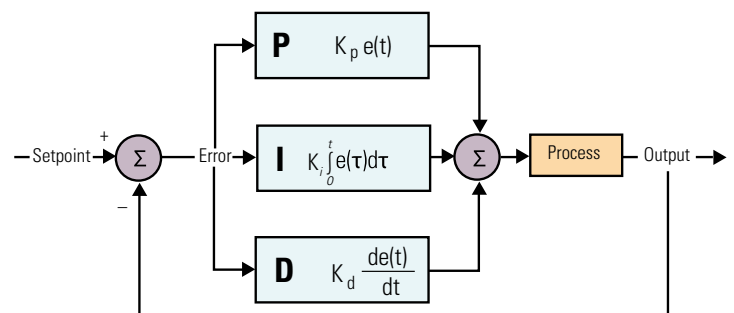 P K_p e(t)
+
Setpoint Σ Error I K_i ∫_0^t e(τ)dτ Σ Process Output
−
D K_d de(t)/dt